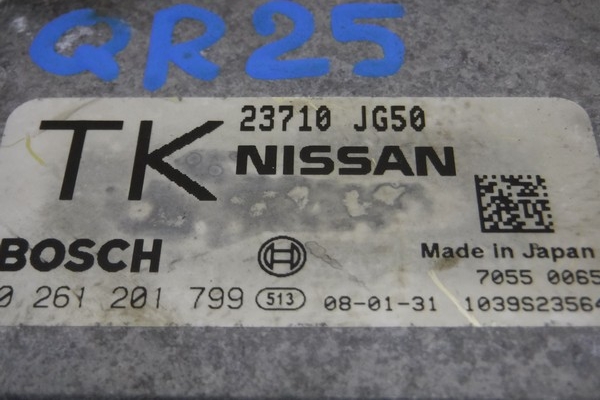 QR25
23710 JG50
TK NISSAN
BOSCH
Made in Japan
7055 0065
0 261 201 799 513 08-01-31 1039S23564